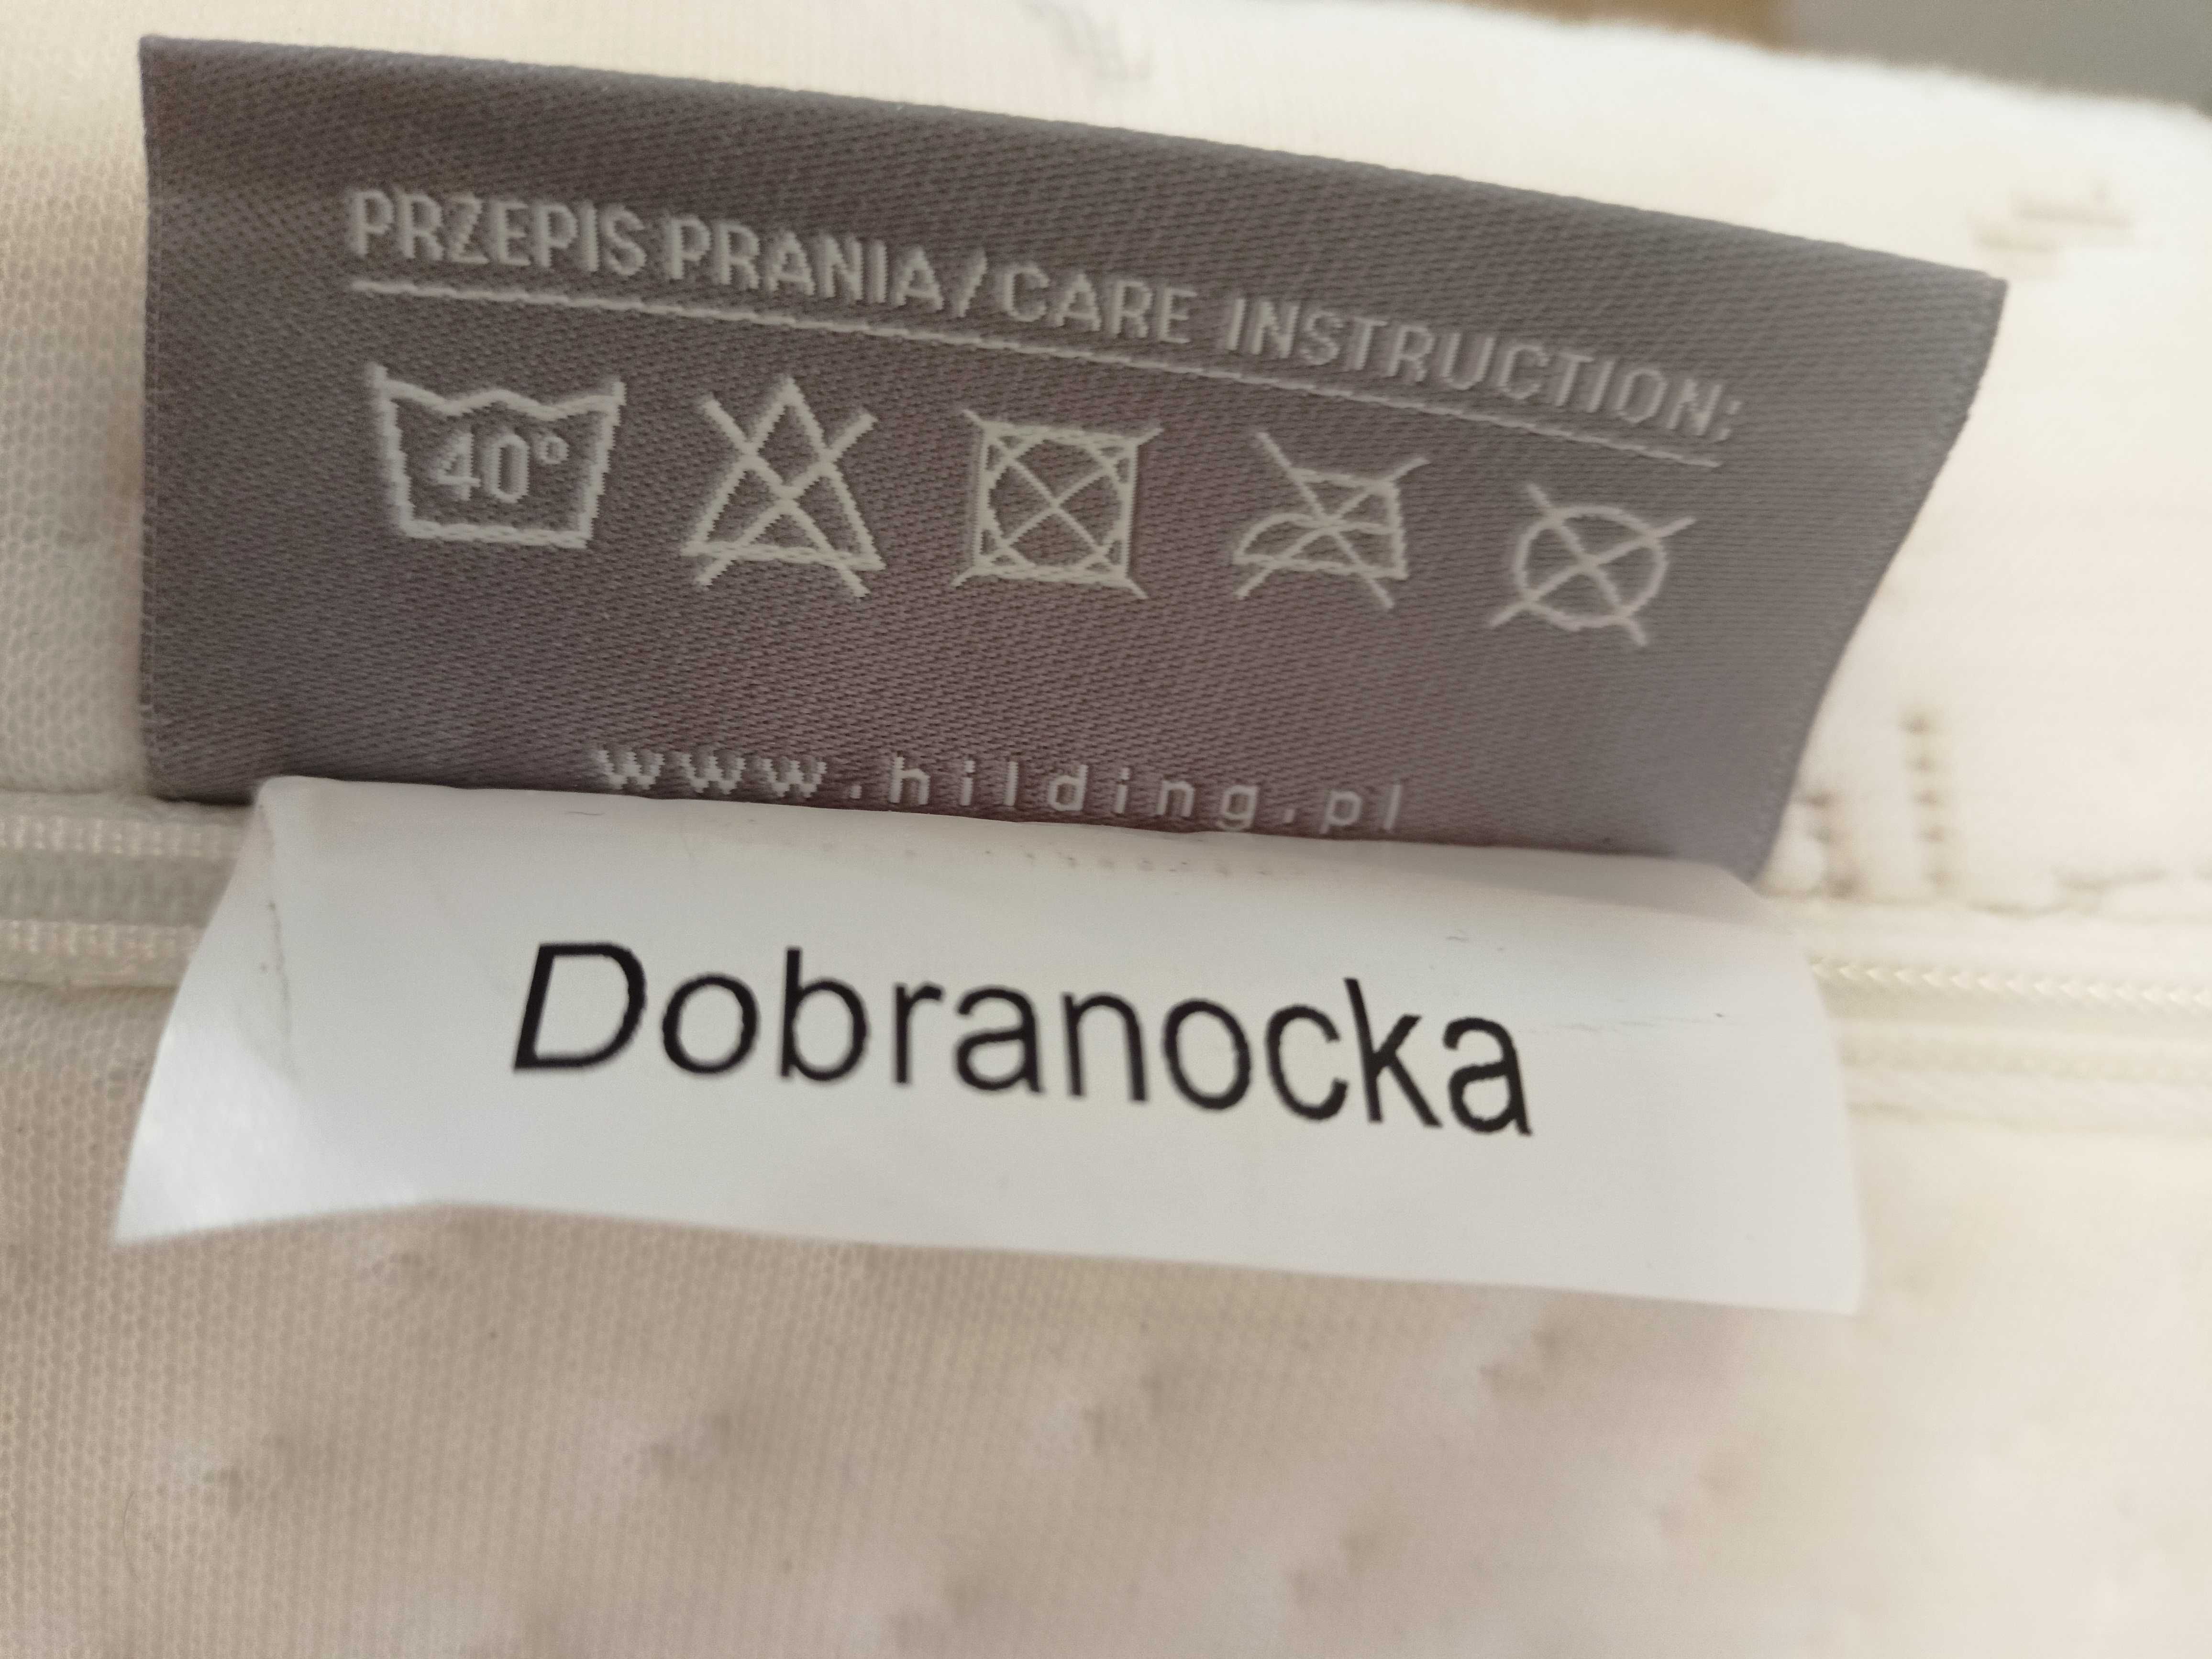 PRZEPIS PRANIA/CARE INSTRUCTION:
40°
www.hilding.pl
Dobranocka